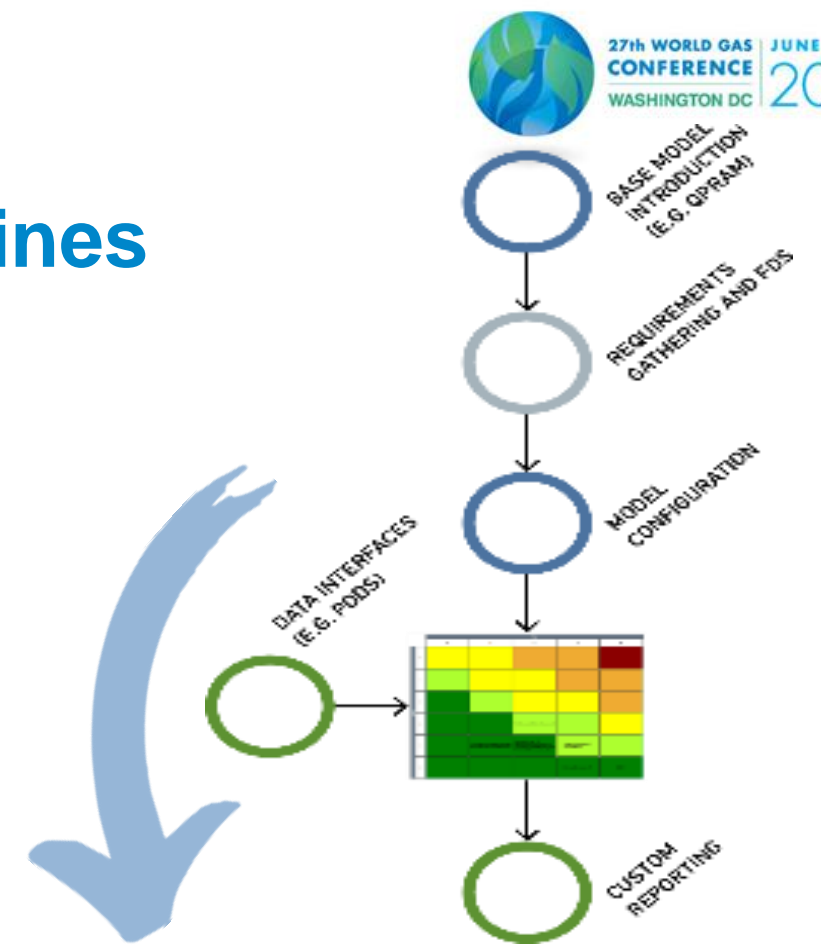 27th WORLD GAS
CONFERENCE
WASHINGTON DC
JUNE
20
ines
BASE MODEL
INTRODUCTION
(E.G. QPRAM)
REQUIREMENTS
GATHERING AND FDS
MODEL
CONFIGURATION
DATA INTERFACES
(E.G. PODS)
CUSTOM
REPORTING